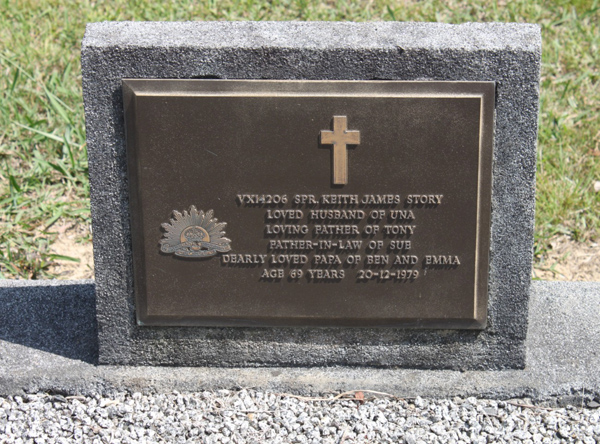 VX14206 SPR. KEITH JAMES STORY
LOVED HUSBAND OF UNA
LOVING FATHER OF TONY
FATHER-IN-LAW OF SUE
DEARLY LOVED PAPA OF BEN AND EMMA
AGE 69 YEARS 20-12-1979